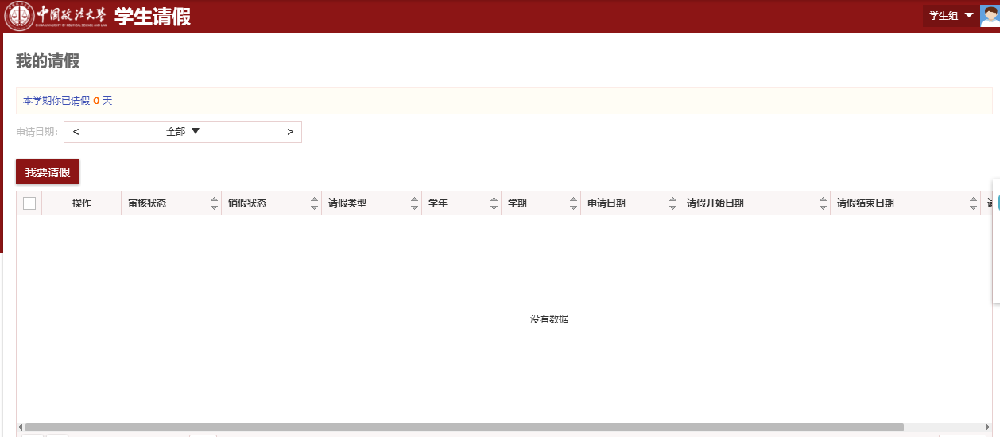 中国政法大学 学生请假 学生组
CHINA UNIVERSITY OF POLITICAL SCIENCE AND LAW
我的请假
本学期你已请假 0 天
申请日期: < 全部 ▼ >
我要请假
操作 审核状态 销假状态 请假类型 学年 学期 申请日期 请假开始日期 请假结束日期
没有数据